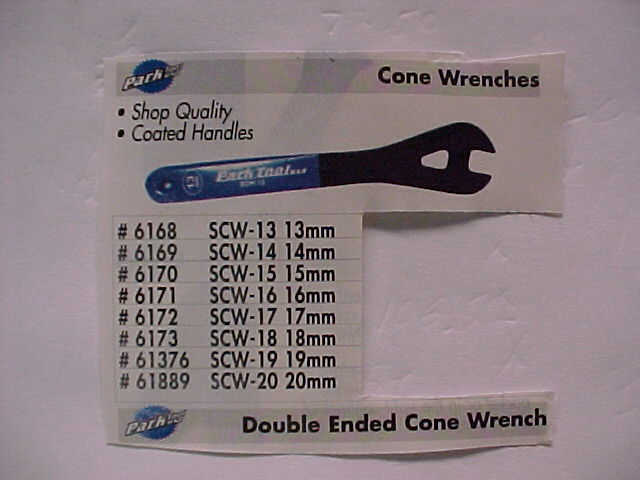 Park Tool
Cone Wrenches
• Shop Quality
• Coated Handles
Park Tool USA
# 6168 SCW-13 13mm
# 6169 SCW-14 14mm
# 6170 SCW-15 15mm
# 6171 SCW-16 16mm
# 6172 SCW-17 17mm
# 6173 SCW-18 18mm
# 61376 SCW-19 19mm
# 61889 SCW-20 20mm
Park Tool
Double Ended Cone Wrench